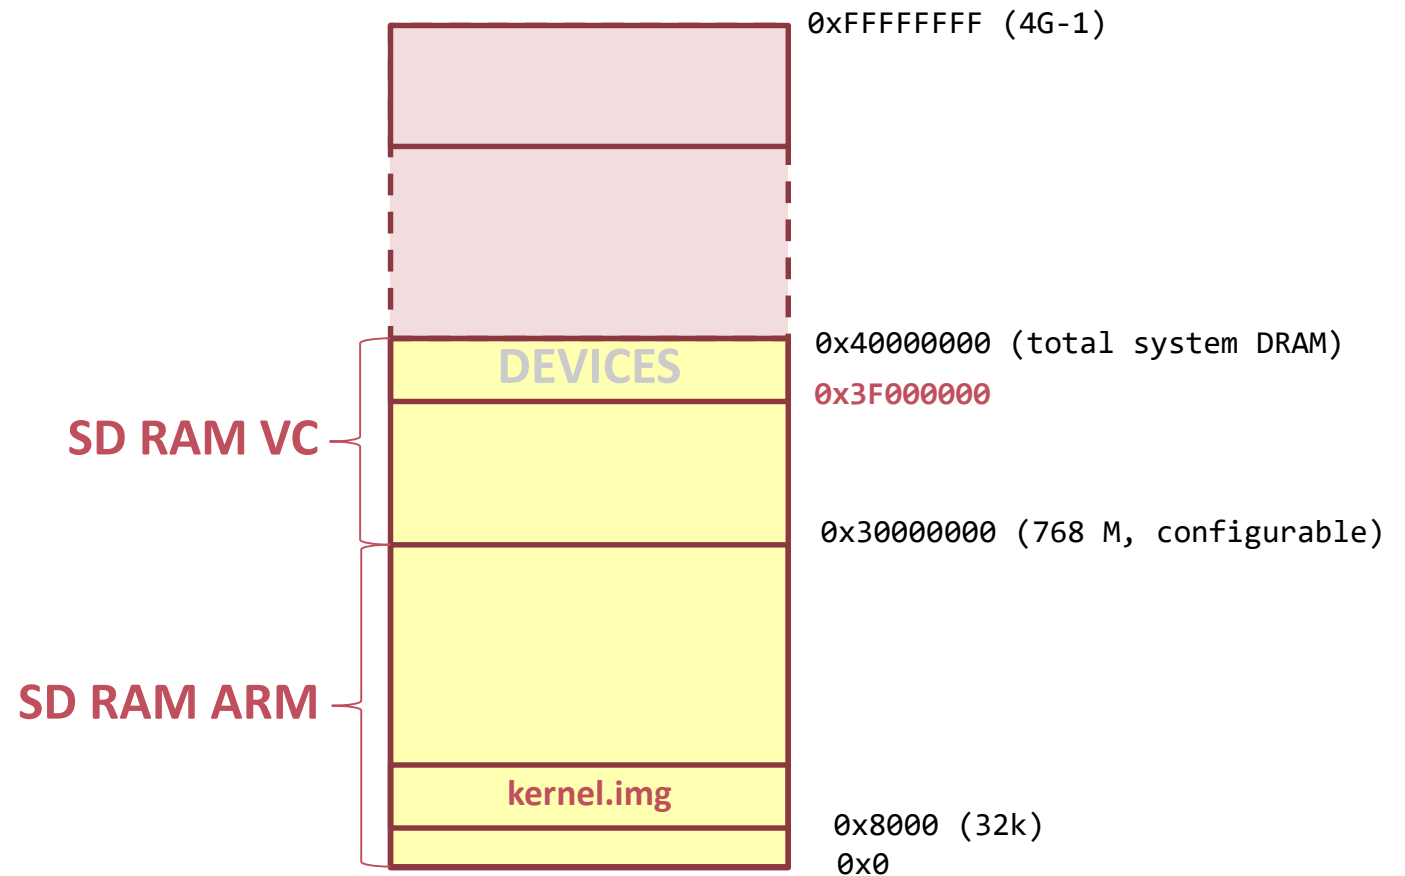 0xFFFFFFFF (4G-1)
DEVICES
0x40000000 (total system DRAM)
0x3F000000
SD RAM VC
0x30000000 (768 M, configurable)
SD RAM ARM
kernel.img
0x8000 (32k)
0x0